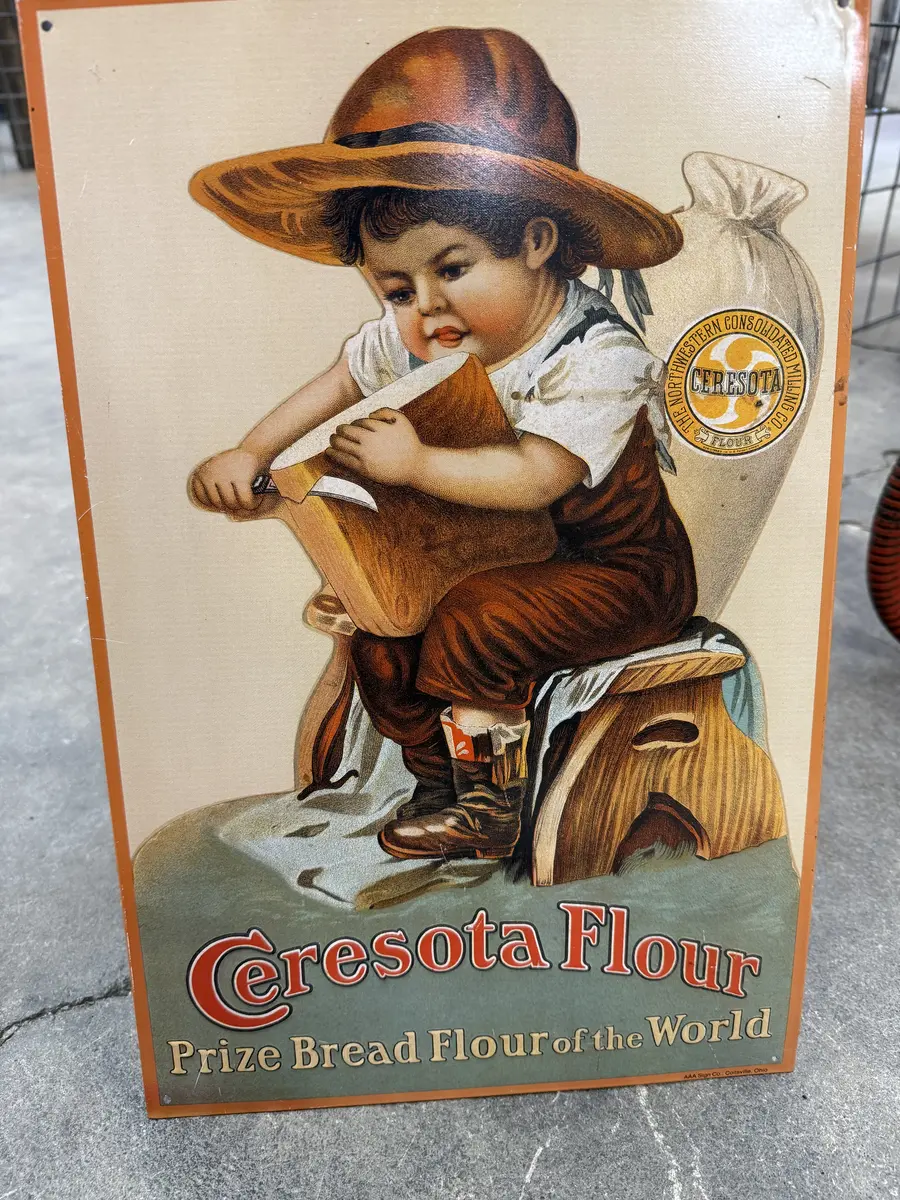 THE NORTHWESTERN CONSOLIDATED MILLING CO.
CERESOTA
FLOUR
Ceresota Flour
Prize Bread Flour of the World
AAA Sign Co., Coitsville, Ohio